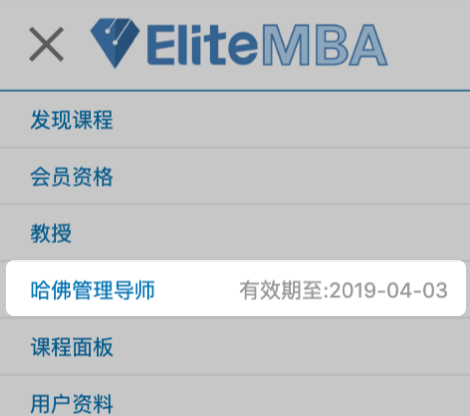 EliteMBA
发现课程
会员资格
教授
哈佛管理导师 有效期至:2019-04-03
课程面板
用户资料